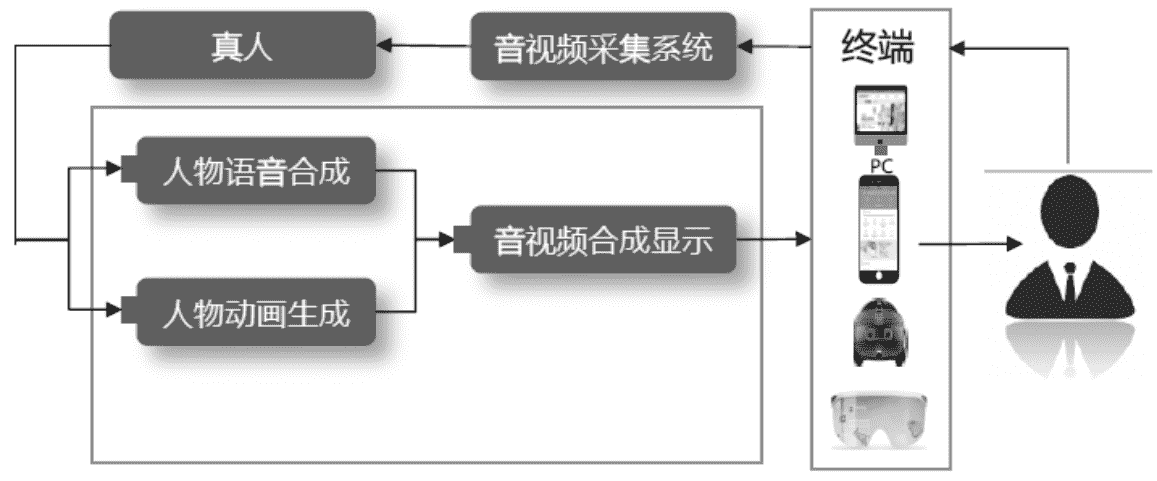 真人
音视频采集系统
终端
人物语音合成
PC
音视频合成显示
人物动画生成